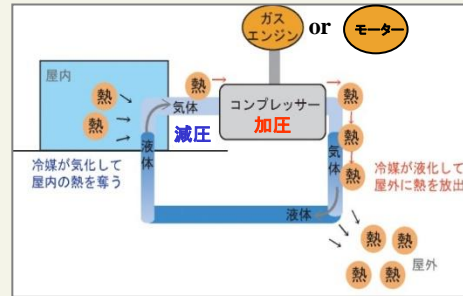 ガス
エンジン
or
モーター
屋内
熱
熱
熱
気体
減圧
コンプレッサー
加圧
熱
熱
熱
液体
気体
冷媒が気化して
屋内の熱を奪う
冷媒が液化して
屋外に熱を放出
液体
熱
熱
熱
熱
屋外